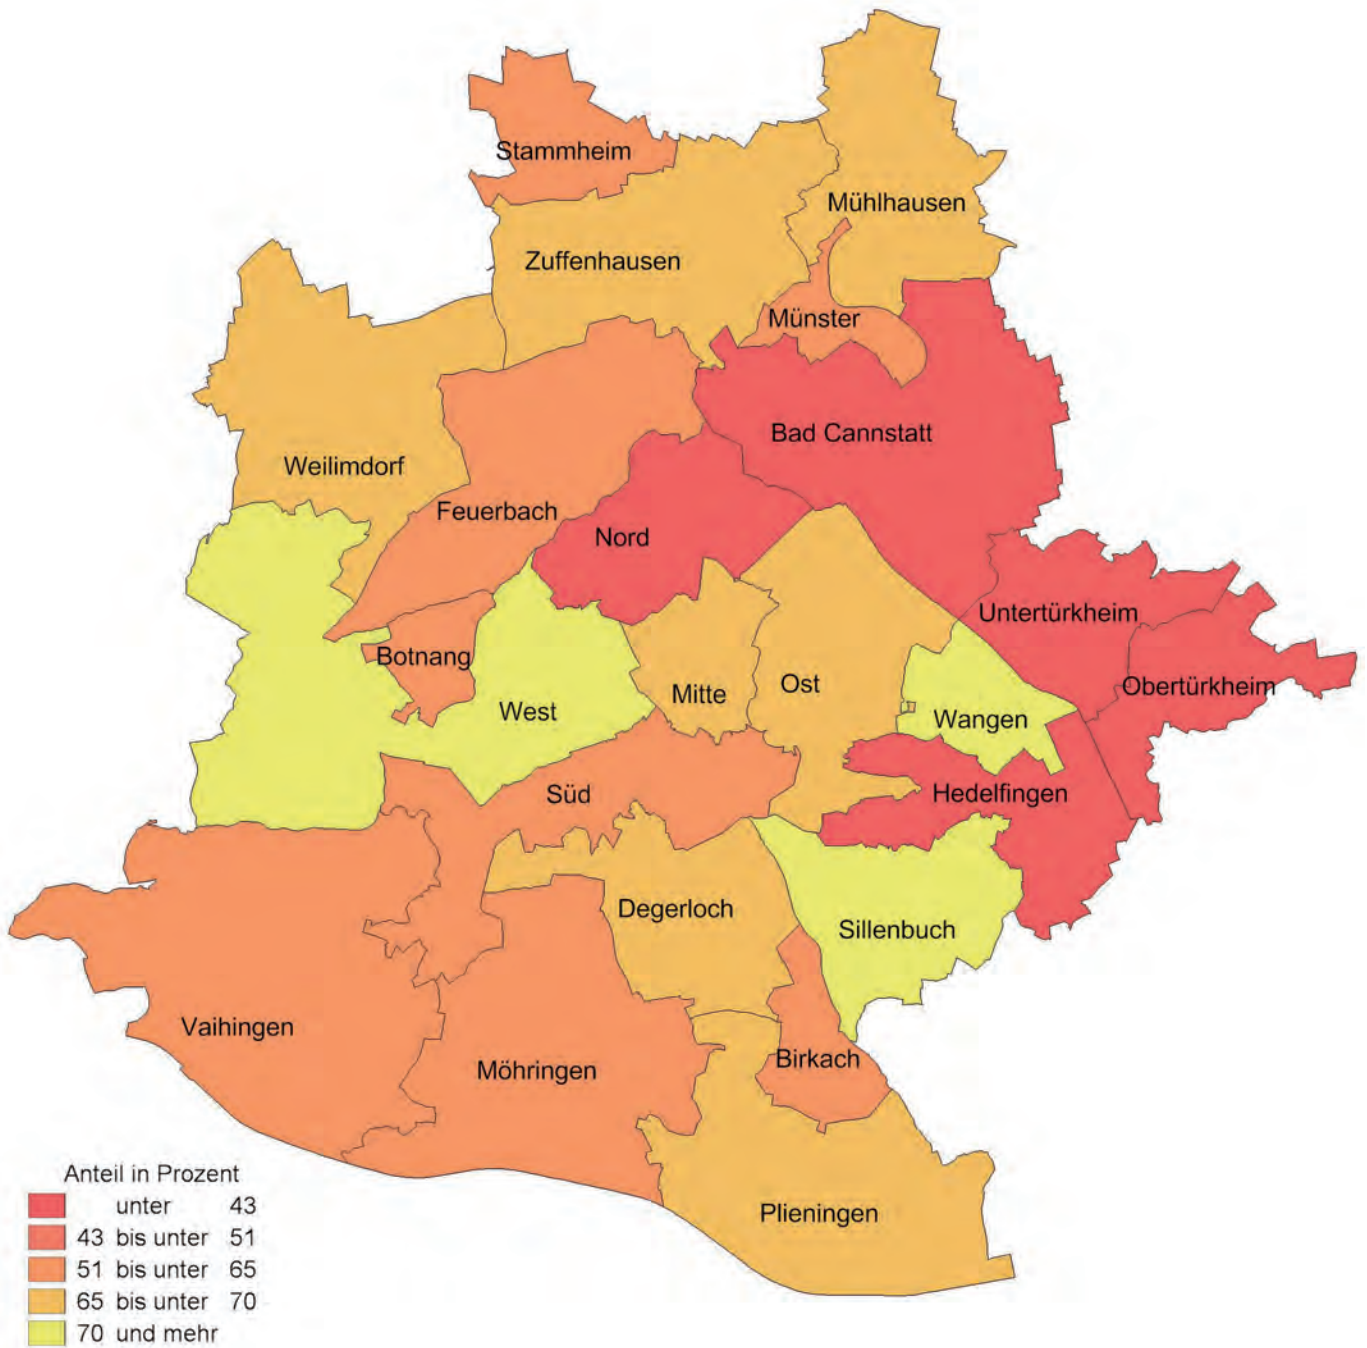 Stammheim
Mühlhausen
Zuffenhausen
Münster
Bad Cannstatt
Weilimdorf
Feuerbach
Nord
Untertürkheim
Botnang
Obertürkheim
Mitte
Ost
West
Wangen
Süd
Hedelfingen
Degerloch
Sillenbuch
Vaihingen
Birkach
Möhringen
Plieningen
Anteil in Prozent
unter 43
43 bis unter 51
51 bis unter 65
65 bis unter 70
70 und mehr